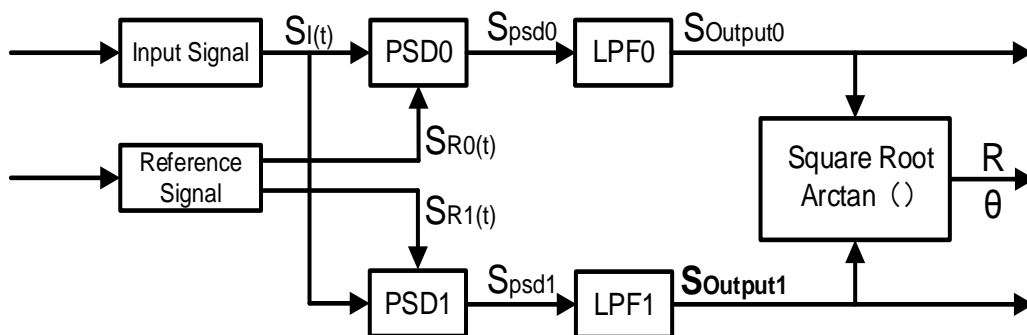 Input Signal
SI(t)
PSD0
Spsd0
LPF0
SOutput0
SR0(t)
Reference
Signal
SR1(t)
Square Root
Arctan（）
R
θ
PSD1
Spsd1
LPF1
SOutput1